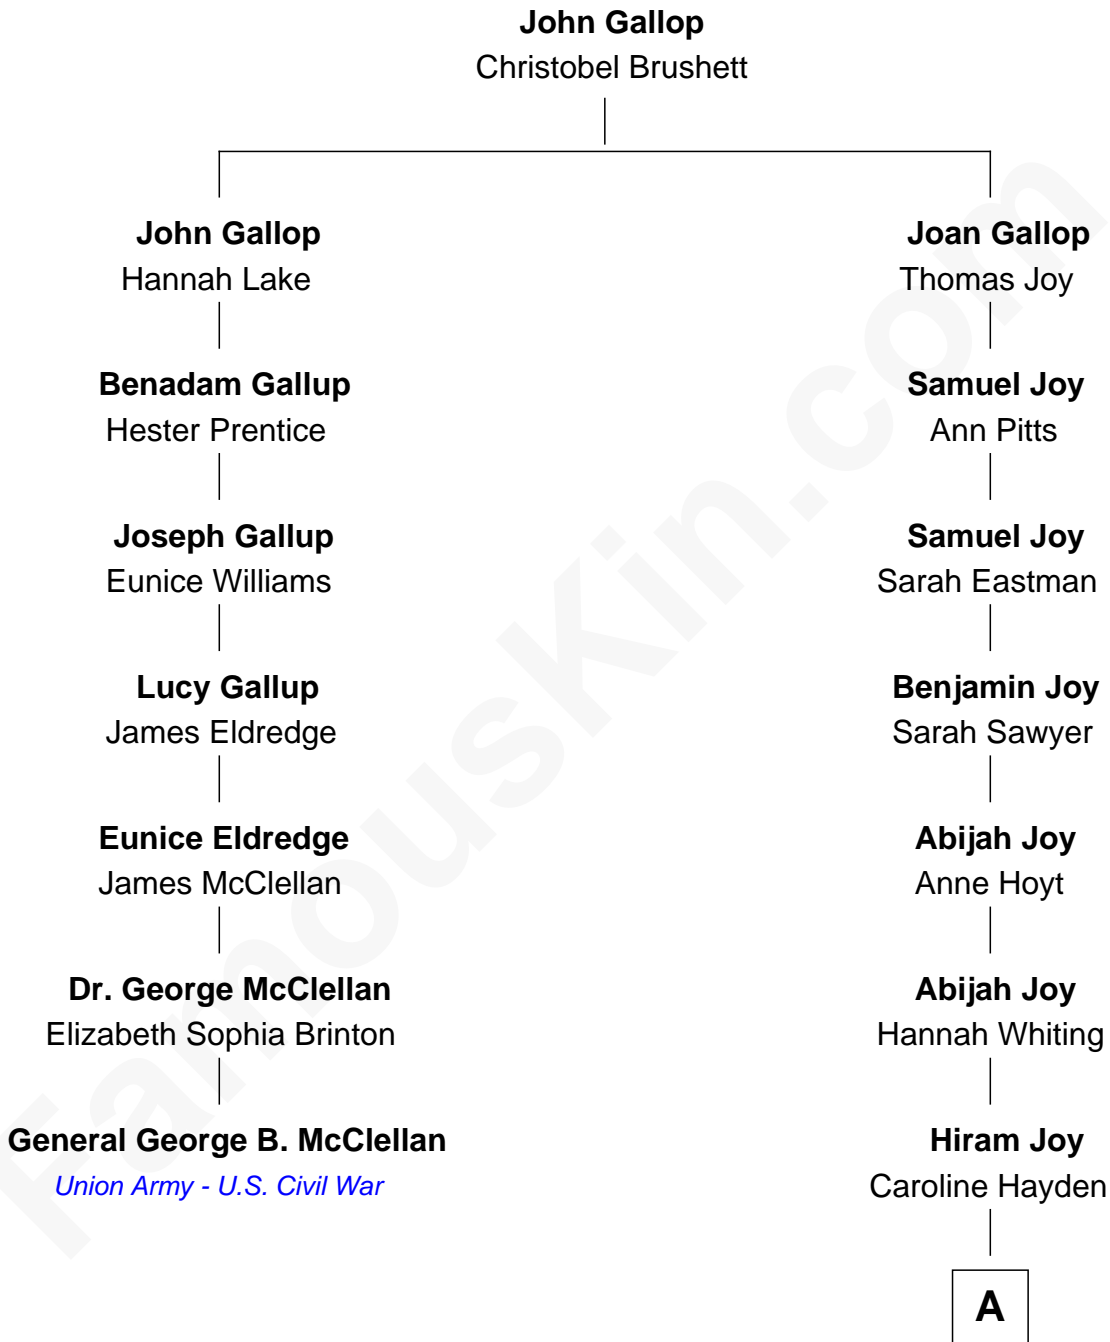 John Gallop
Christobel Brushett
John Gallop
Hannah Lake
Benadam Gallup
Hester Prentice
Joseph Gallup
Eunice Williams
Lucy Gallup
James Eldredge
Eunice Eldredge
James McClellan
Dr. George McClellan
Elizabeth Sophia Brinton
General George B. McClellan
Union Army - U.S. Civil War
Joan Gallop
Thomas Joy
Samuel Joy
Ann Pitts
Samuel Joy
Sarah Eastman
Benjamin Joy
Sarah Sawyer
Abijah Joy
Anne Hoyt
Abijah Joy
Hannah Whiting
Hiram Joy
Caroline Hayden
A
FamousKin.com